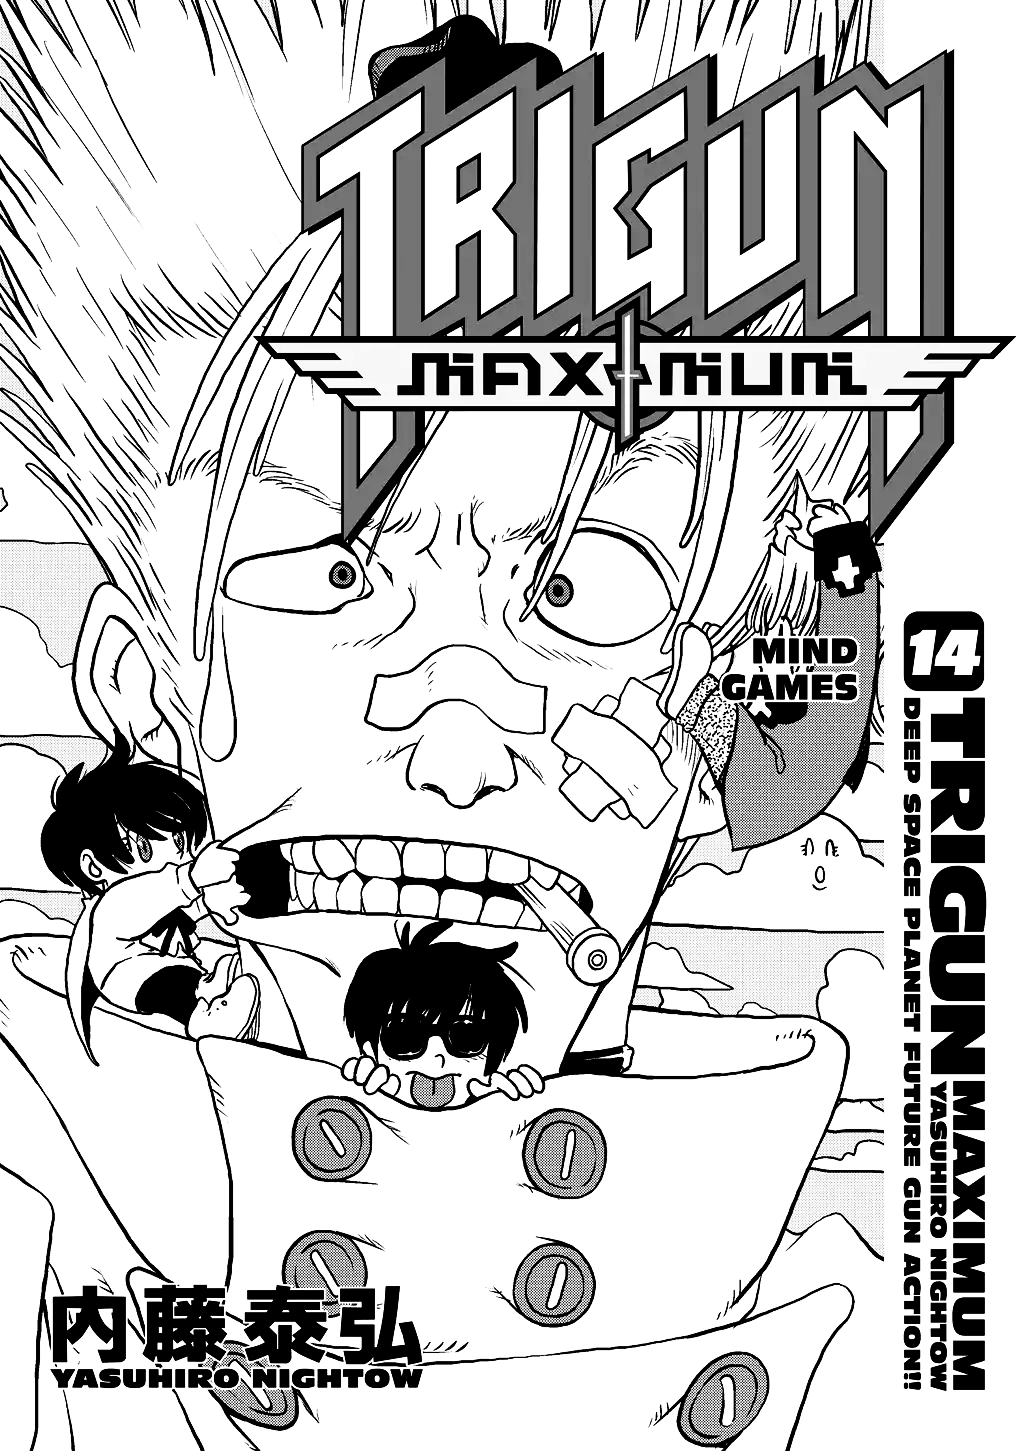 TRIGUN
MAXIMUM
MIND
GAMES
14
TRIGUN MAXIMUM
YASUHIRO NIGHTOW
DEEP SPACE PLANET FUTURE GUN ACTION!!
内藤泰弘
YASUHIRO NIGHTOW